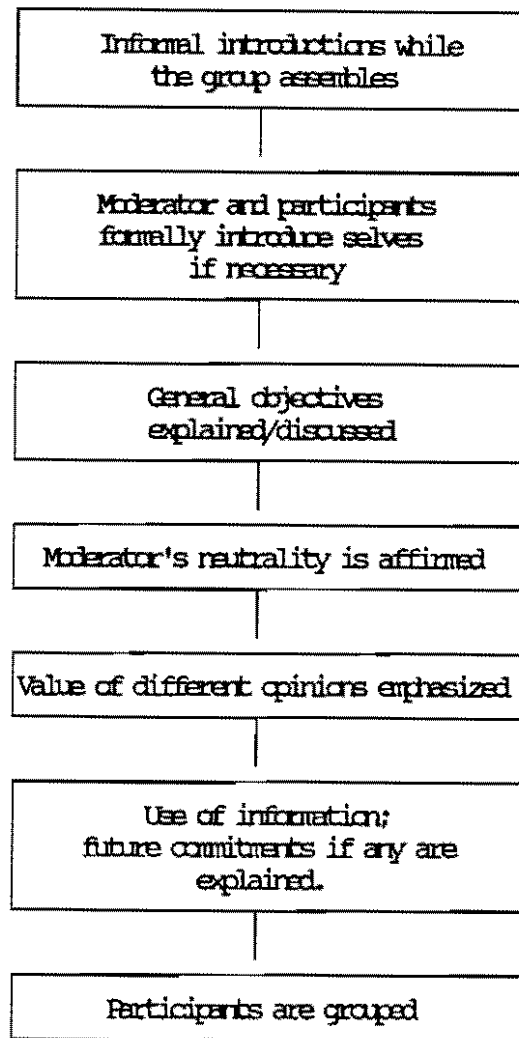 Informal introductions while
the group assembles
Moderator and participants
formally introduce selves
if necessary
General objectives
explained/discussed
Moderator's neutrality is affirmed
Value of different opinions emphasized
Use of information;
future commitments if any are
explained.
Participants are grouped